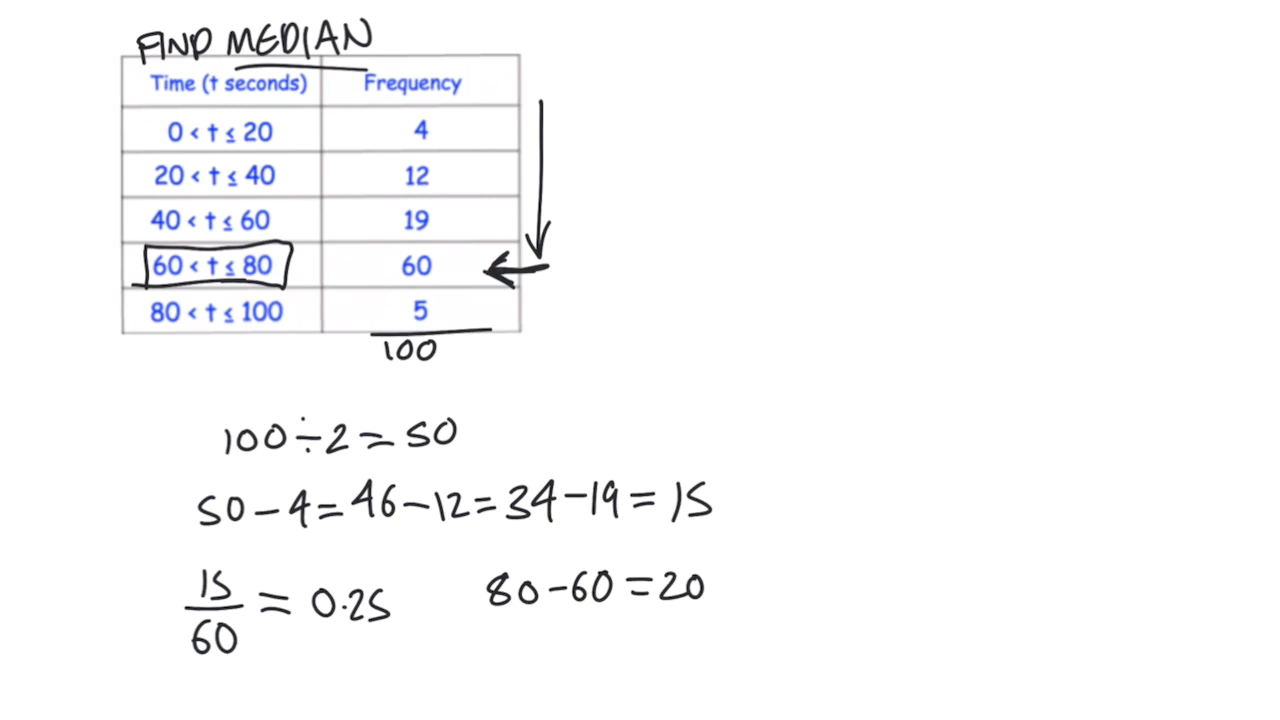 FIND MEDIAN
Time (t seconds) Frequency
0 < t ≤ 20 4
20 < t ≤ 40 12
40 < t ≤ 60 19
60 < t ≤ 80 60
80 < t ≤ 100 5
100
100 ÷ 2 = 50
50 - 4 = 46 - 12 = 34 - 19 = 15
15/60 = 0.25 80 - 60 = 20